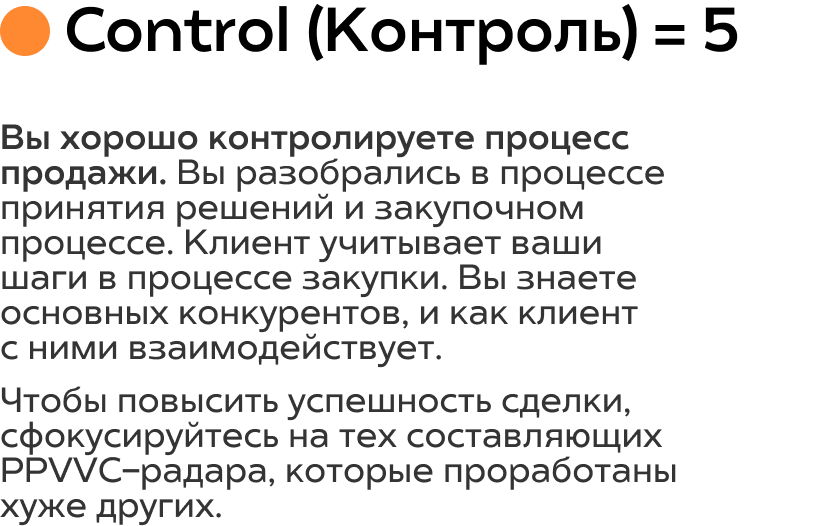 Control (Контроль) = 5
Вы хорошо контролируете процесс
продажи. Вы разобрались в процессе
принятия решений и закупочном
процессе. Клиент учитывает ваши
шаги в процессе закупки. Вы знаете
основных конкурентов, и как клиент
с ними взаимодействует.
Чтобы повысить успешность сделки,
сфокусируйтесь на тех составляющих
PPVVC–радара, которые проработаны
хуже других.